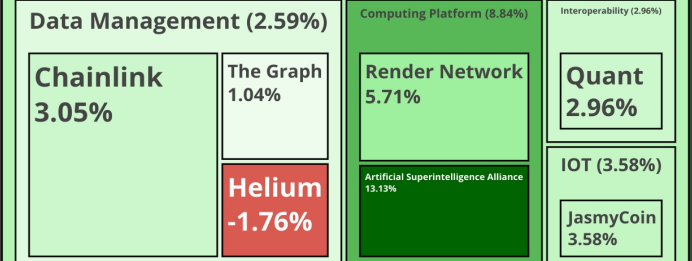 Data Management (2.59%)
Chainlink
3.05%
The Graph
1.04%
Helium
-1.76%
Computing Platform (8.84%)
Render Network
5.71%
Artificial Superintelligence Alliance
13.13%
Interoperability (2.96%)
Quant
2.96%
IOT (3.58%)
JasmyCoin
3.58%